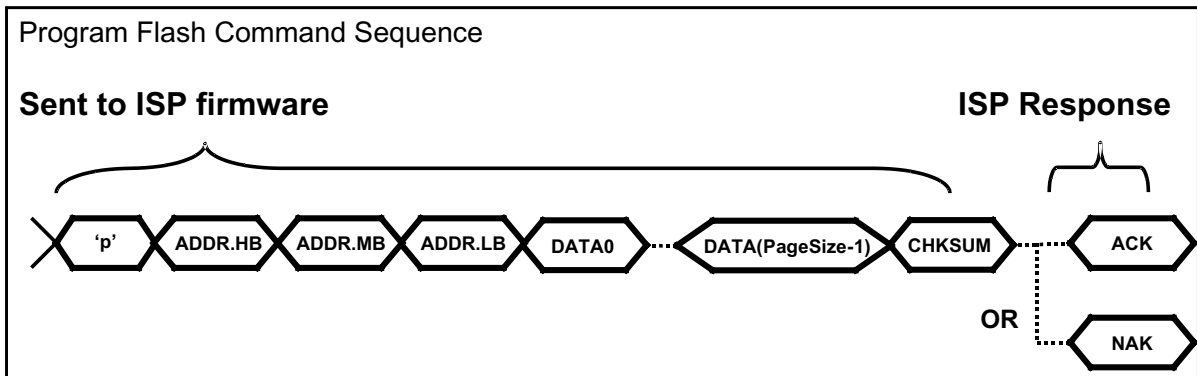 Program Flash Command Sequence
Sent to ISP firmware
ISP Response
‘p’ ADDR.HB ADDR.MB ADDR.LB DATA0 DATA(PageSize-1) CHKSUM ACK
OR
NAK